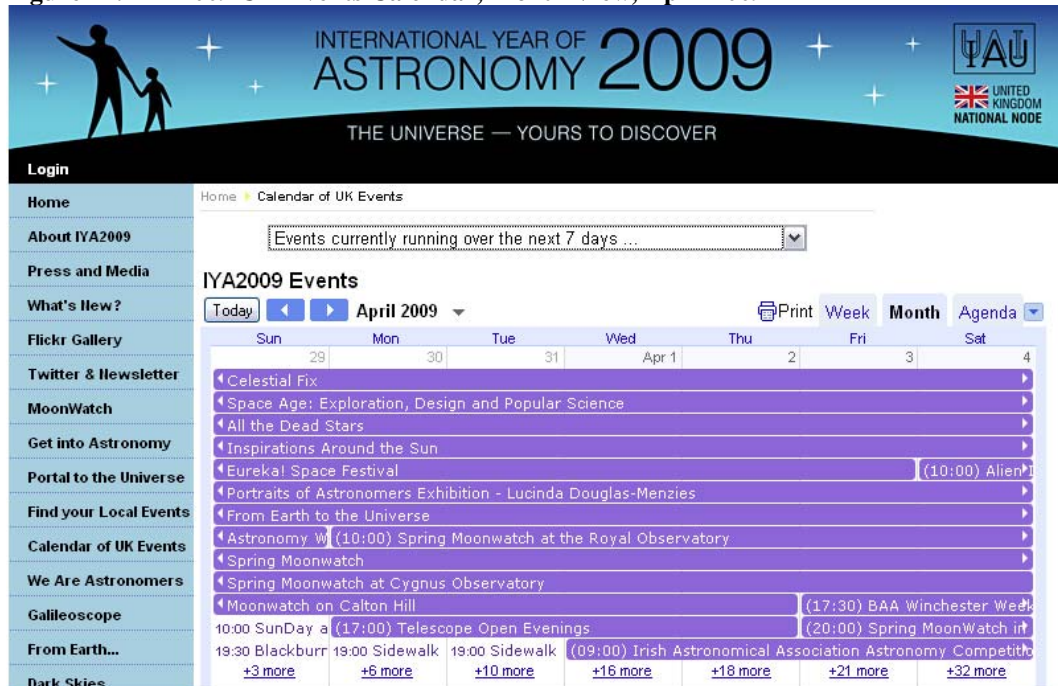 INTERNATIONAL YEAR OF
ASTRONOMY 2009
THE UNIVERSE — YOURS TO DISCOVER
IAU
UNITED
KINGDOM
NATIONAL NODE
Login
Home
About IYA2009
Press and Media
What's New?
Flickr Gallery
Twitter & Newsletter
MoonWatch
Get into Astronomy
Portal to the Universe
Find your Local Events
Calendar of UK Events
We Are Astronomers
Galileoscope
From Earth...
Dark Skies
Home Calendar of UK Events
Events currently running over the next 7 days ...
IYA2009 Events
Today April 2009 Print Week Month Agenda
Sun Mon Tue Wed Thu Fri Sat
29 30 31 Apr 1 2 3 4
Celestial Fix
Space Age: Exploration, Design and Popular Science
All the Dead Stars
Inspirations Around the Sun
Eureka! Space Festival (10:00) Alien
Portraits of Astronomers Exhibition - Lucinda Douglas-Menzies
From Earth to the Universe
Astronomy W (10:00) Spring Moonwatch at the Royal Observatory
Spring Moonwatch
Spring Moonwatch at Cygnus Observatory
Moonwatch on Calton Hill (17:30) BAA Winchester Week
10:00 SunDay a (17:00) Telescope Open Evenings (20:00) Spring MoonWatch in
19:30 Blackburr 19:00 Sidewalk 19:00 Sidewalk (09:00) Irish Astronomical Association Astronomy Competitio
+3 more +6 more +10 more +16 more +18 more +21 more +32 more